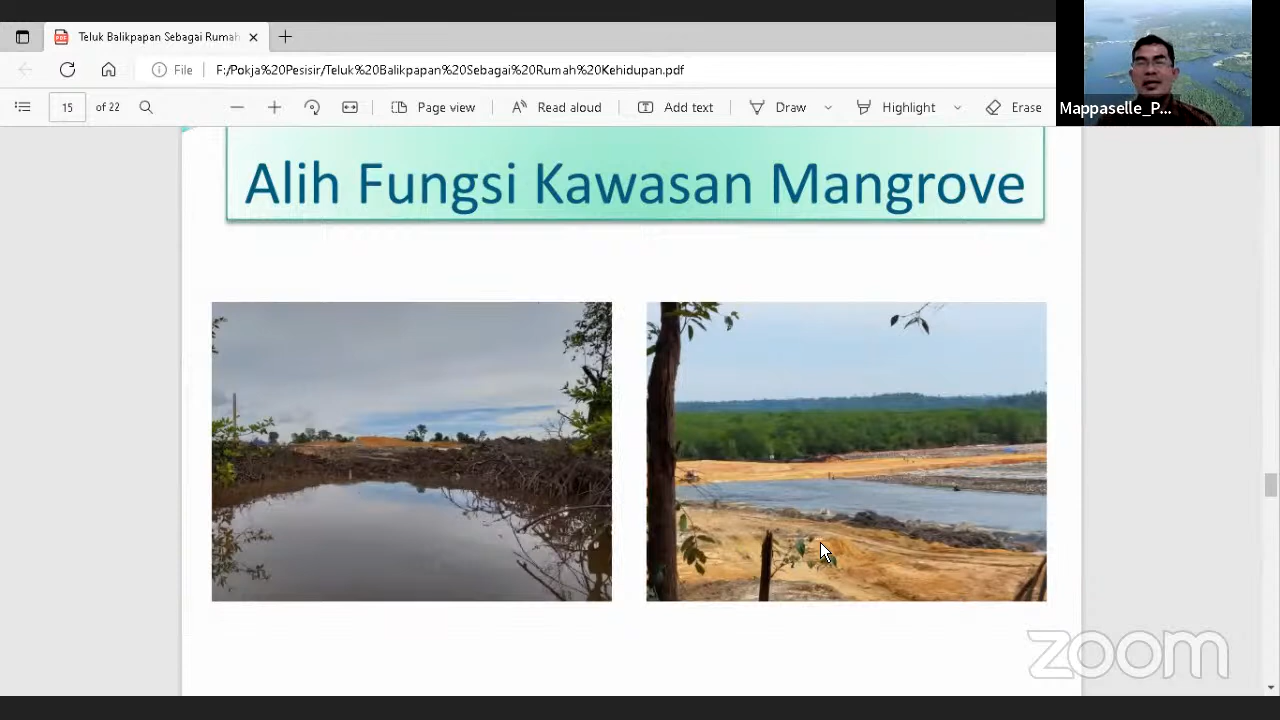 Teluk Balikpapan Sebagai Rumah
File F:/Pokja%20Pesisir/Teluk%20Balikpapan%20Sebagai%20Rumah%20Kehidupan.pdf
15 of 22 Page view Read aloud Add text Draw Highlight Erase
Mappaselle_P...
Alih Fungsi Kawasan Mangrove
zoom